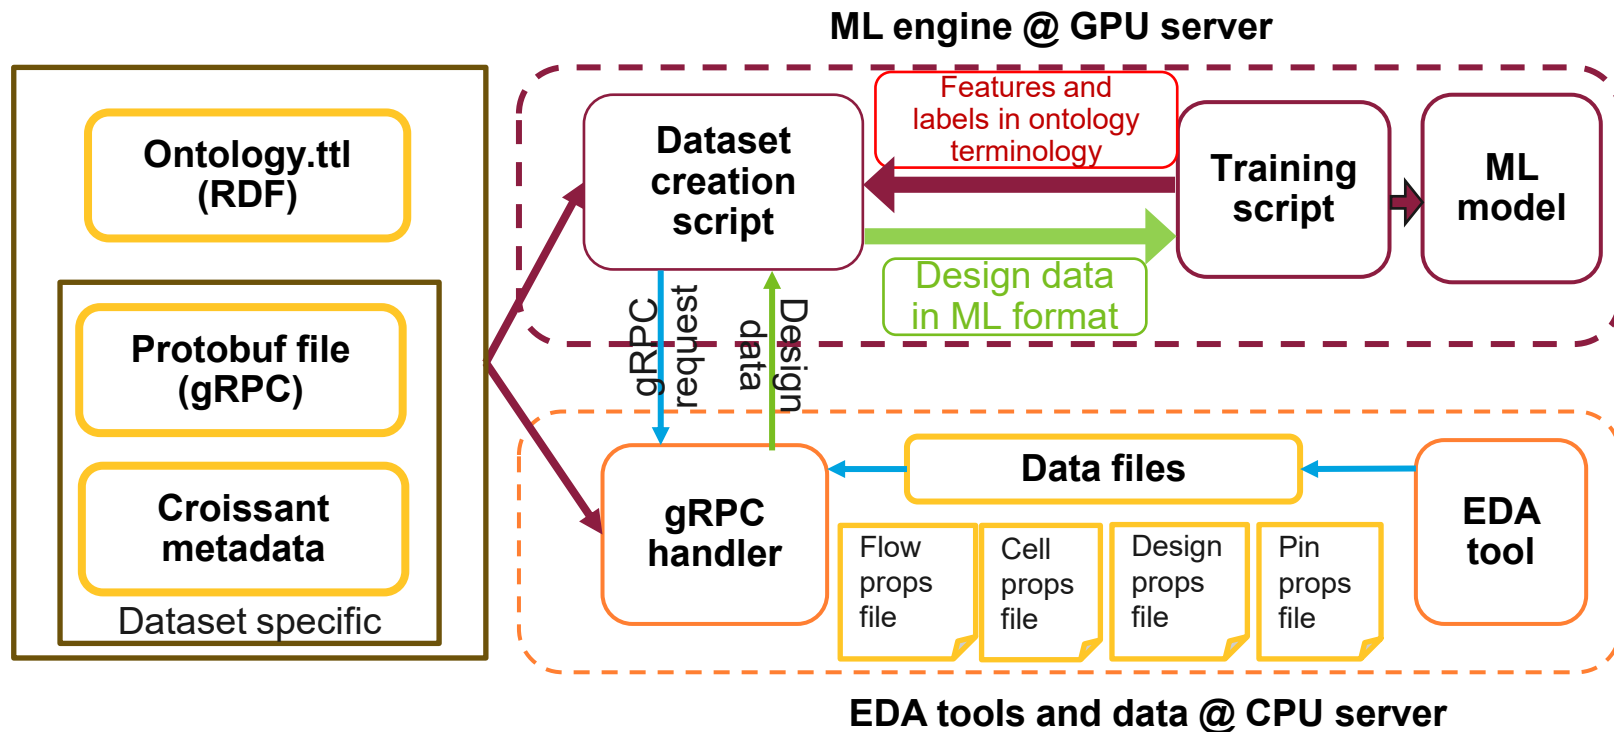 ML engine @ GPU server
Ontology.ttl
(RDF)
Protobuf file
(gRPC)
Croissant
metadata
Dataset specific
Dataset
creation
script
Features and
labels in ontology
terminology
Training
script
ML
model
Design data
in ML format
gRPC
request
Design
data
gRPC
handler
Data files
EDA
tool
Flow
props
file
Cell
props
file
Design
props
file
Pin
props
file
EDA tools and data @ CPU server